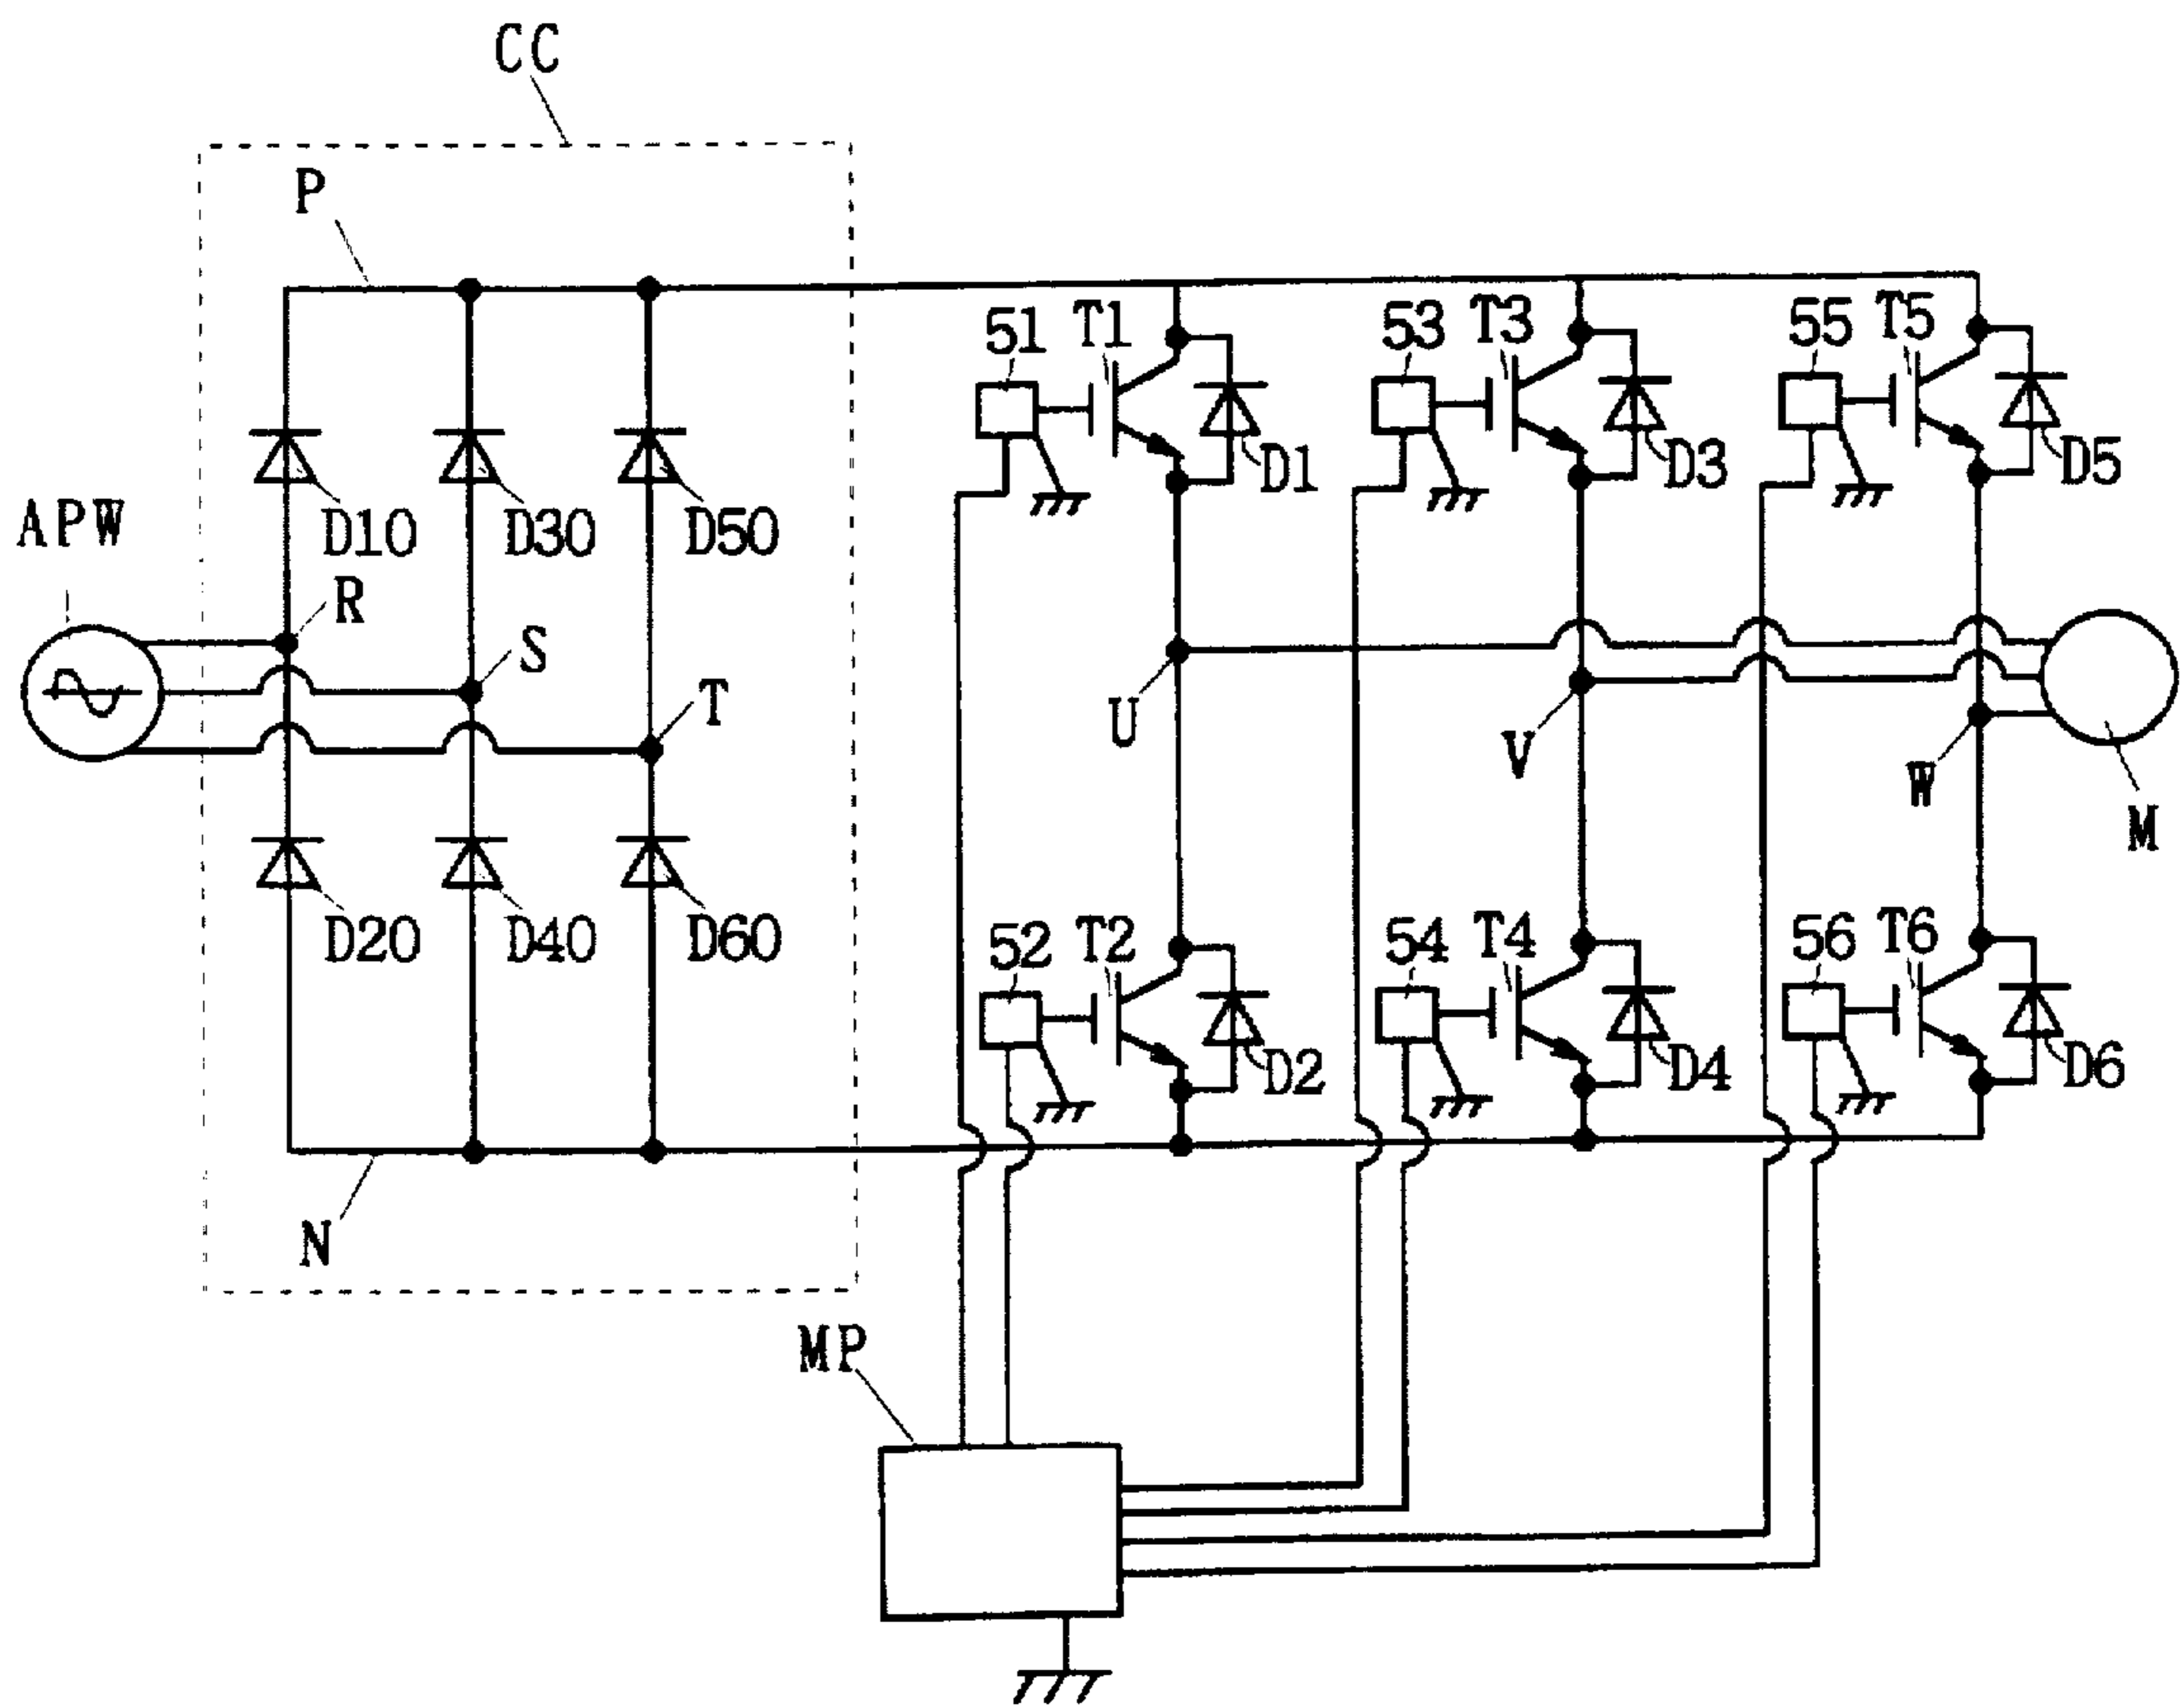 CC
P
51 T1 53 T3 55 T5
D1 D3 D5
APW D10 D30 D50
R
S
T
U V W
M
D20 D40 D60
52 T2 54 T4 56 T6
D2 D4 D6
N
MP